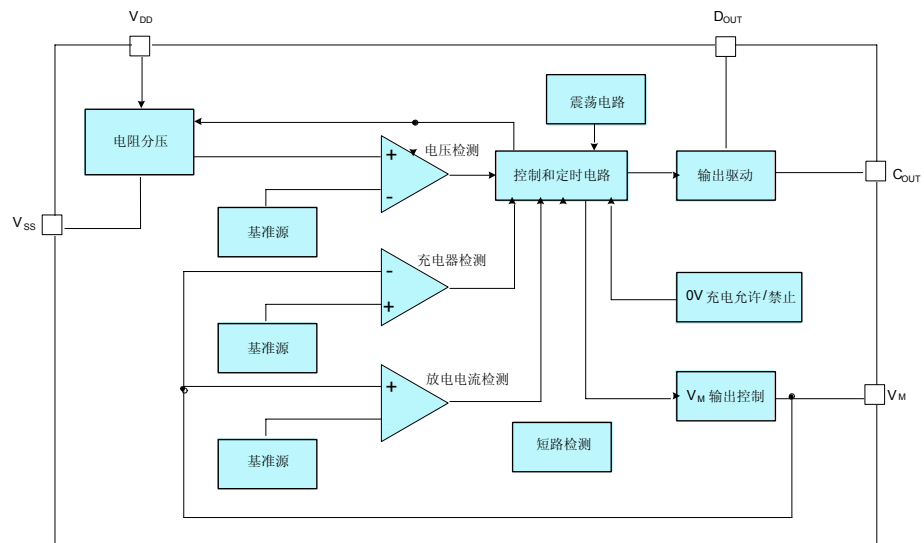 VDD
DOUT
震荡电路
电阻分压
电压检测
+
-
控制和定时电路
输出驱动
COUT
VSS
基准源
充电器检测
-
+
0V 充电允许/禁止
基准源
放电电流检测
+
VM 输出控制
VM
短路检测
基准源